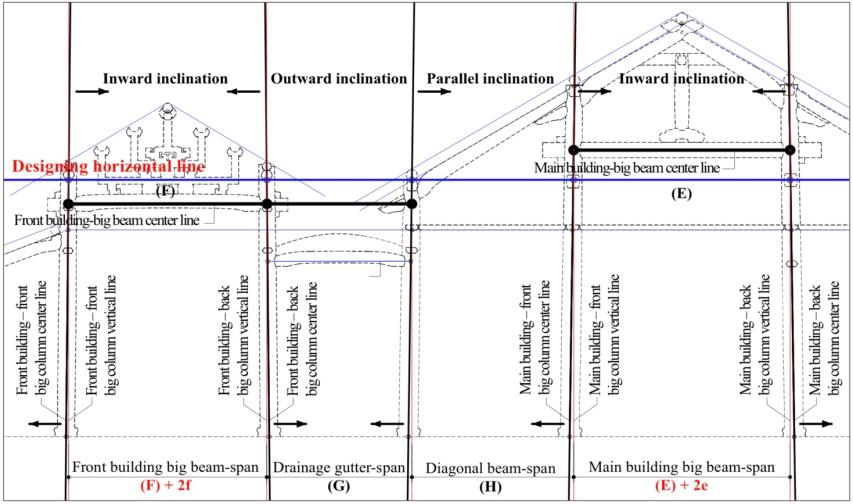 Inward inclination
Outward inclination
Parallel inclination
Inward inclination
Designing horizontal line
(F)
Front building-big beam center line
Main building-big beam center line
(E)
Front building – front
big column center line
Front building – front
big column vertical line
Front building – back
big column vertical line
Front building – back
big column center line
Main building – front
big column center line
Main building – front
big column vertical line
Main building – back
big column vertical line
Main building – back
big column center line
Front building big beam-span
(F) + 2f
Drainage gutter-span
(G)
Diagonal beam-span
(H)
Main building big beam-span
(E) + 2e